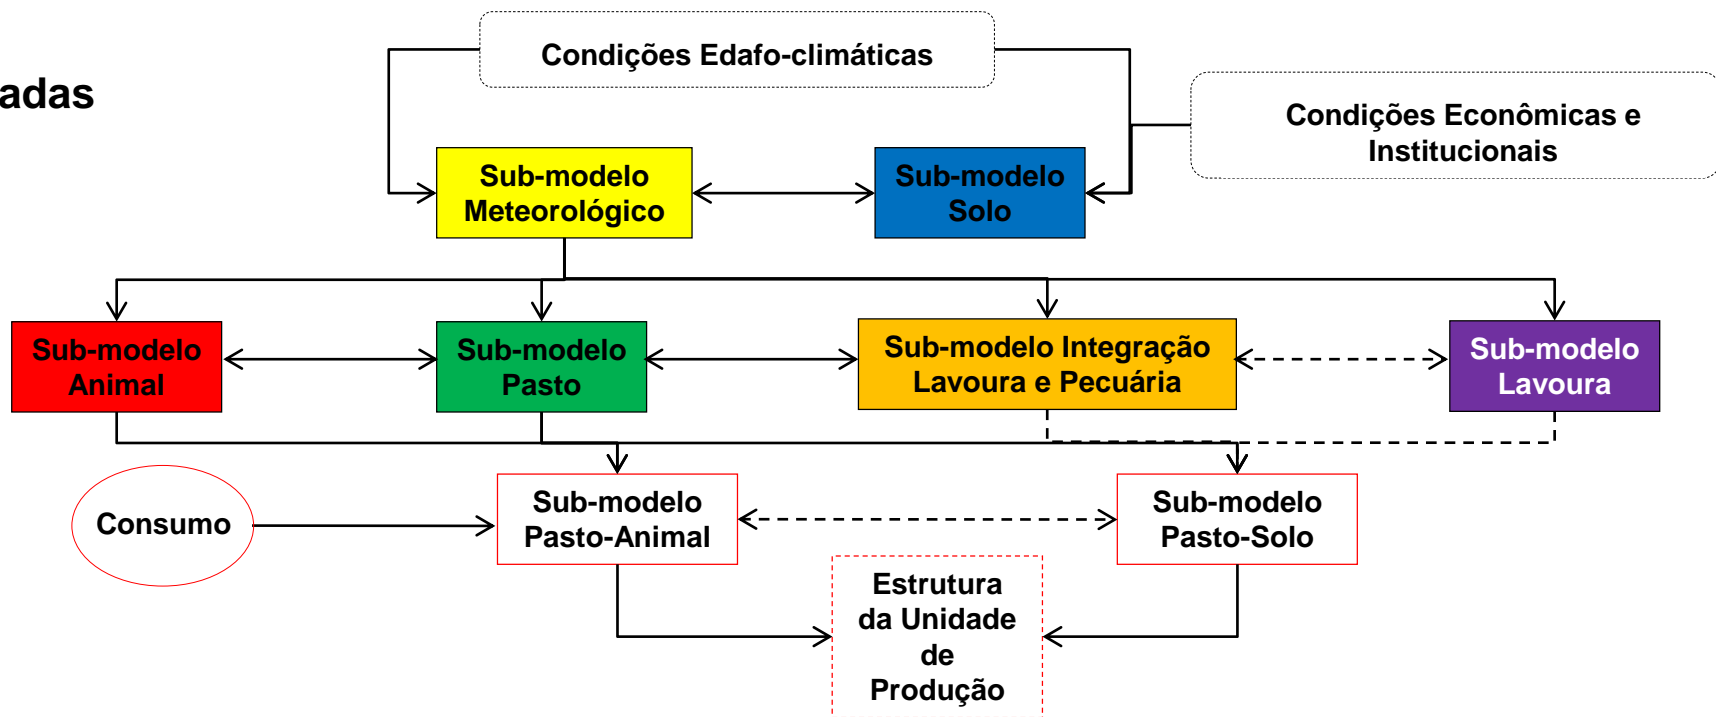 Condições Edafo-climáticas
adas
Condições Econômicas e
Institucionais
Sub-modelo
Meteorológico
Sub-modelo
Solo
Sub-modelo
Animal
Sub-modelo
Pasto
Sub-modelo Integração
Lavoura e Pecuária
Sub-modelo
Lavoura
Consumo
Sub-modelo
Pasto-Animal
Sub-modelo
Pasto-Solo
Estrutura
da Unidade
de
Produção